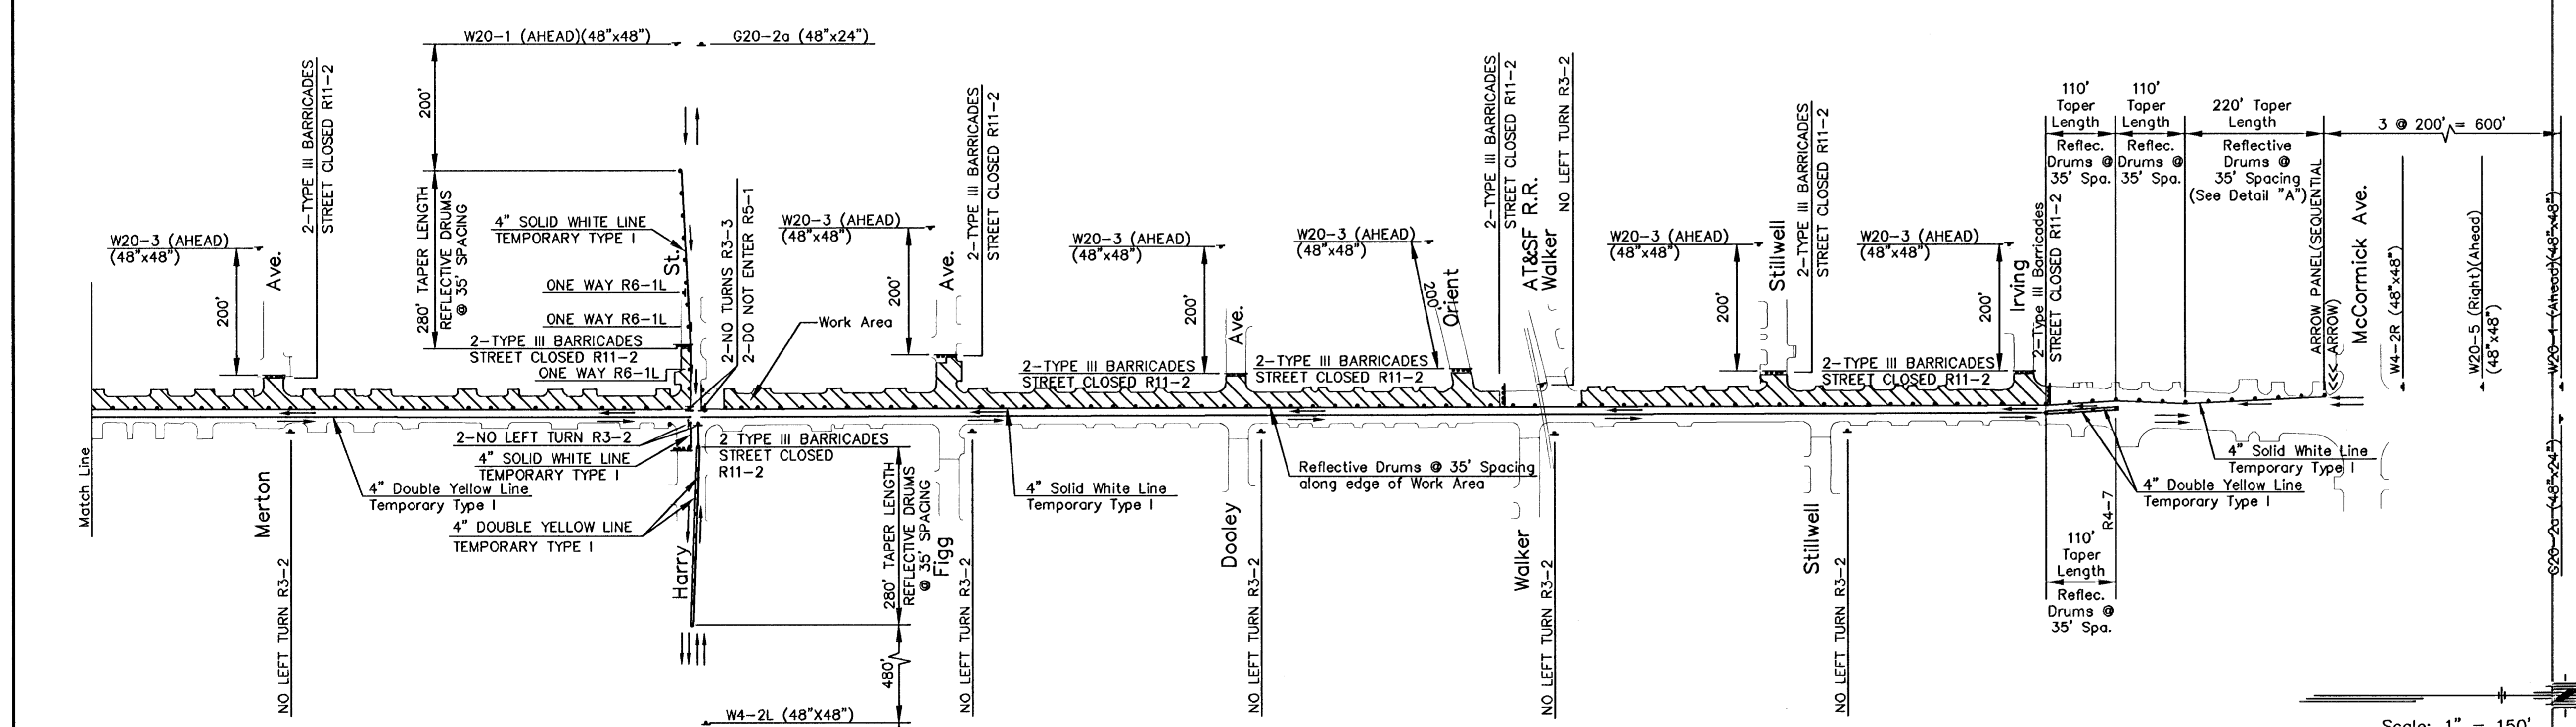 W20-1 (AHEAD)(48"x48")
G20-2a (48"x24")
200'
2-TYPE III BARRICADES
STREET CLOSED R11-2
280' TAPER LENGTH
REFLECTIVE DRUMS
@ 35' SPACING
4" SOLID WHITE LINE
TEMPORARY TYPE I
St.
ONE WAY R6-1L
ONE WAY R6-1L
2-TYPE III BARRICADES
STREET CLOSED R11-2
ONE WAY R6-1L
2-NO TURNS R3-3
2-DO NOT ENTER R5-1
Work Area
W20-3 (AHEAD)
(48"x48")
200'
Ave.
W20-3 (AHEAD)
(48"x48")
200'
Ave.
2-TYPE III BARRICADES
STREET CLOSED R11-2
W20-3 (AHEAD)
(48"x48")
200'
Ave.
2-TYPE III BARRICADES
STREET CLOSED R11-2
W20-3 (AHEAD)
(48"x48")
200'
Orient
2-TYPE III BARRICADES
STREET CLOSED R11-2
2-TYPE III BARRICADES
STREET CLOSED R11-2
AT&SF R.R.
Walker
NO LEFT TURN R3-2
W20-3 (AHEAD)
(48"x48")
200'
Stillwell
2-TYPE III BARRICADES
STREET CLOSED R11-2
W20-3 (AHEAD)
(48"x48")
200'
Irving
2-TYPE III BARRICADES
STREET CLOSED R11-2
2-Type III Barricades
STREET CLOSED R11-2
110'
Taper
Length
Reflec.
Drums @
35' Spa.
110'
Taper
Length
Reflec.
Drums @
35' Spa.
220' Taper
Length
Reflective
Drums @
35' Spacing
(See Detail "A")
3 @ 200' = 600'
ARROW PANEL(SEQUENTIAL
ARROW)
McCormick Ave.
W4-2R (48"x48")
W20-5 (Right)(Ahead)
(48"x48")
W20-1 (Ahead)(48"x48")
Match Line
Merton
NO LEFT TURN R3-2
4" Double Yellow Line
Temporary Type I
2-NO LEFT TURN R3-2
4" SOLID WHITE LINE
TEMPORARY TYPE I
4" DOUBLE YELLOW LINE
TEMPORARY TYPE I
Harry
2 TYPE III BARRICADES
STREET CLOSED
R11-2
280' TAPER LENGTH
REFLECTIVE DRUMS
@ 35' SPACING
480'
W4-2L (48"X48")
Figg
NO LEFT TURN R3-2
4" Solid White Line
Temporary Type I
Dooley
NO LEFT TURN R3-2
Reflective Drums @ 35' Spacing
along edge of Work Area
Walker
NO LEFT TURN R3-2
Stillwell
NO LEFT TURN R3-2
110'
Taper
Length
Reflec.
Drums @
35' Spa.
R4-7
4" Double Yellow Line
Temporary Type I
4" Solid White Line
Temporary Type I
G20-2a (48"x24")
Scale: 1" = 150'